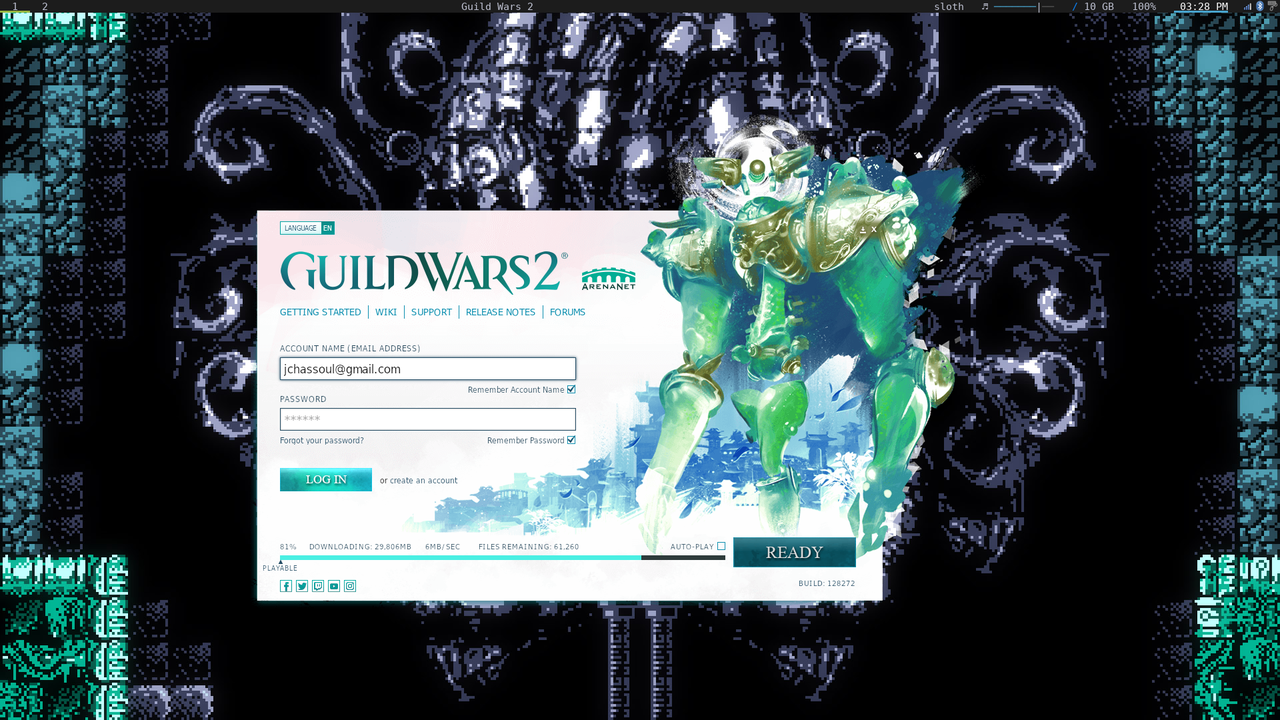 1 2 Guild Wars 2 sloth / 10 GB 100% 03:28 PM
LANGUAGE EN
GUILDWARS2®
ARENANET
GETTING STARTED WIKI SUPPORT RELEASE NOTES FORUMS
ACCOUNT NAME (EMAIL ADDRESS)
jchassoul@gmail.com
Remember Account Name
PASSWORD
******
Forgot your password? Remember Password
LOG IN or create an account
81% DOWNLOADING: 29,806MB 6MB/SEC FILES REMAINING: 61,260 AUTO-PLAY READY
PLAYABLE
BUILD: 128272